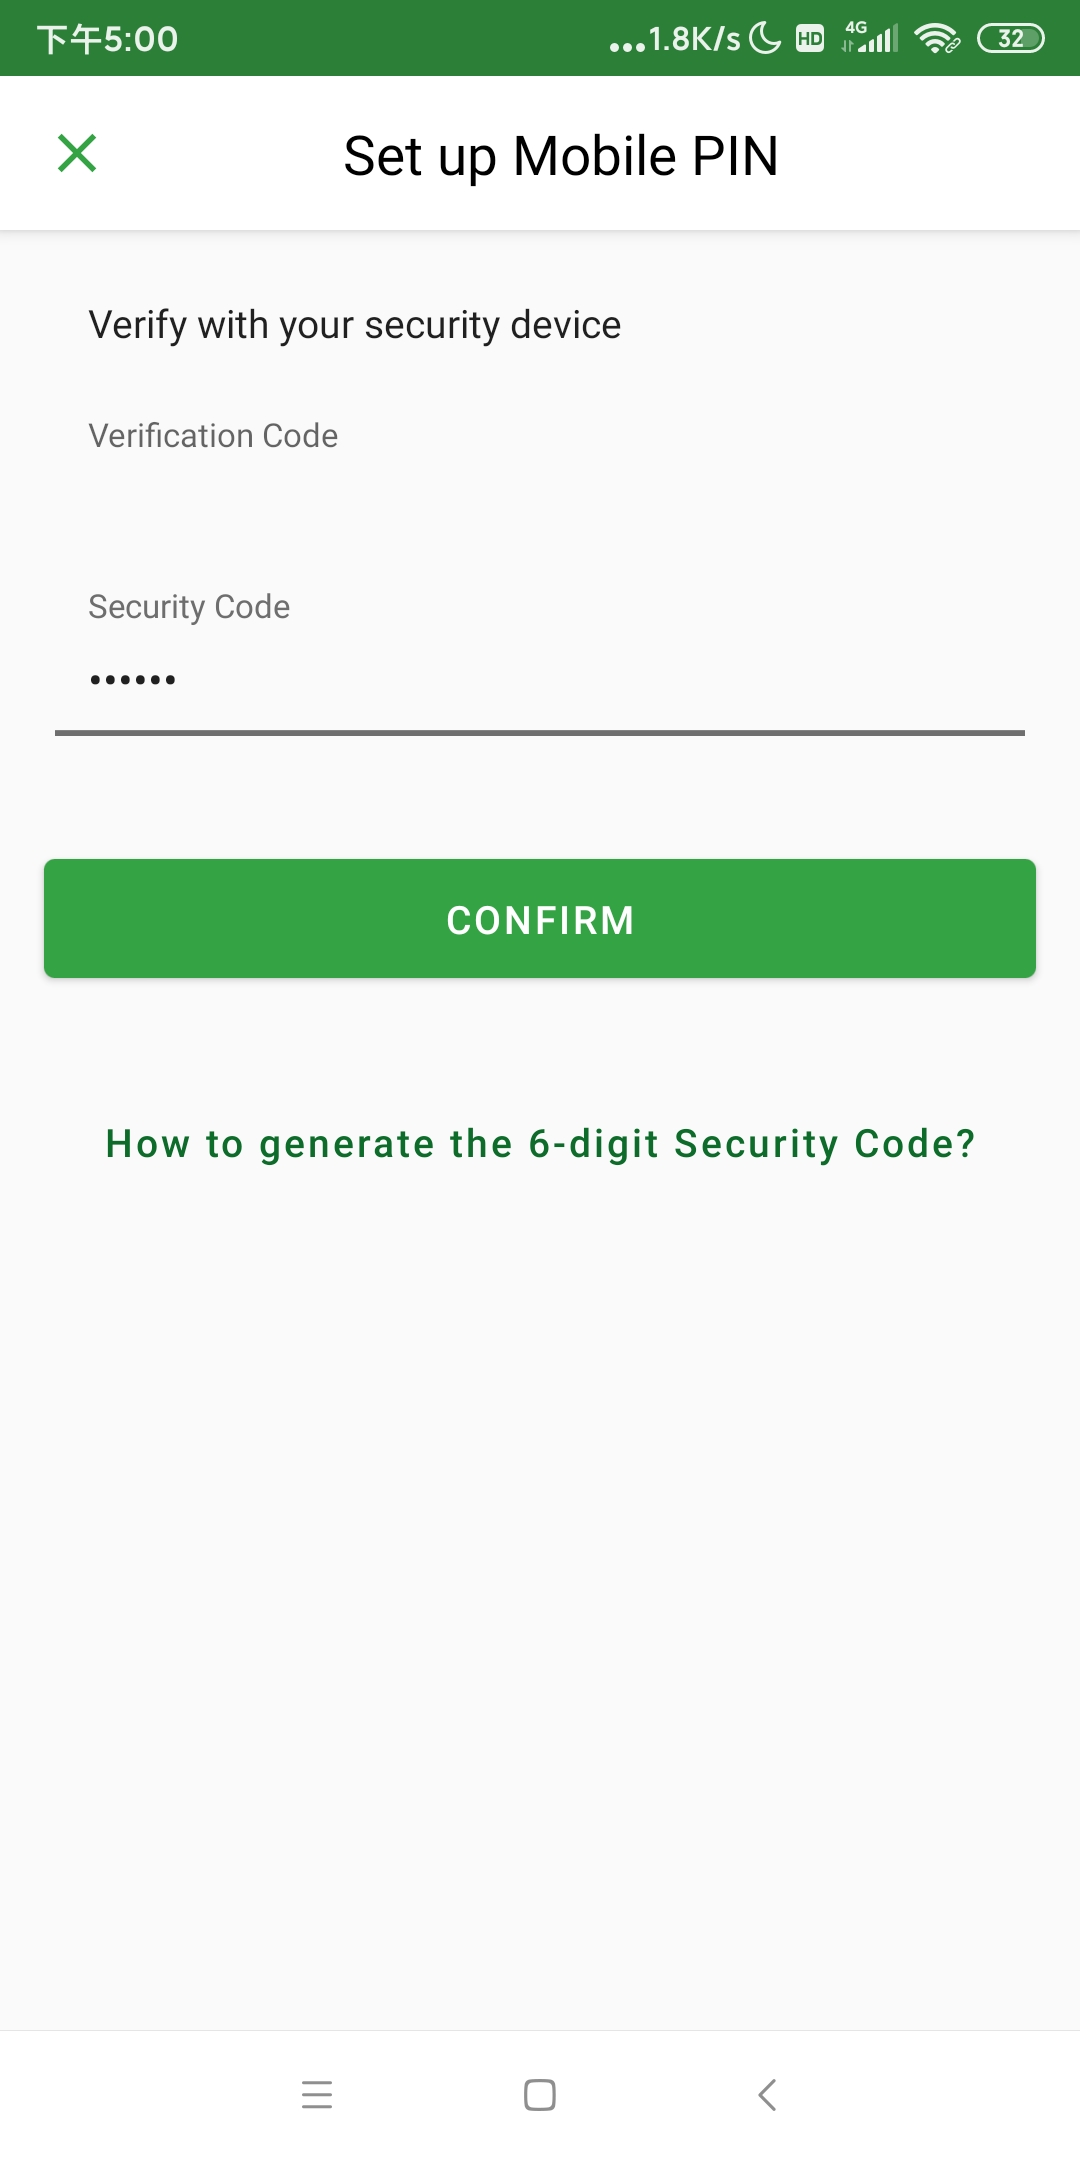 下午5:00 ...1.8K/s HD 4G 32
Set up Mobile PIN
Verify with your security device
Verification Code
Security Code
••••••
CONFIRM
How to generate the 6-digit Security Code?